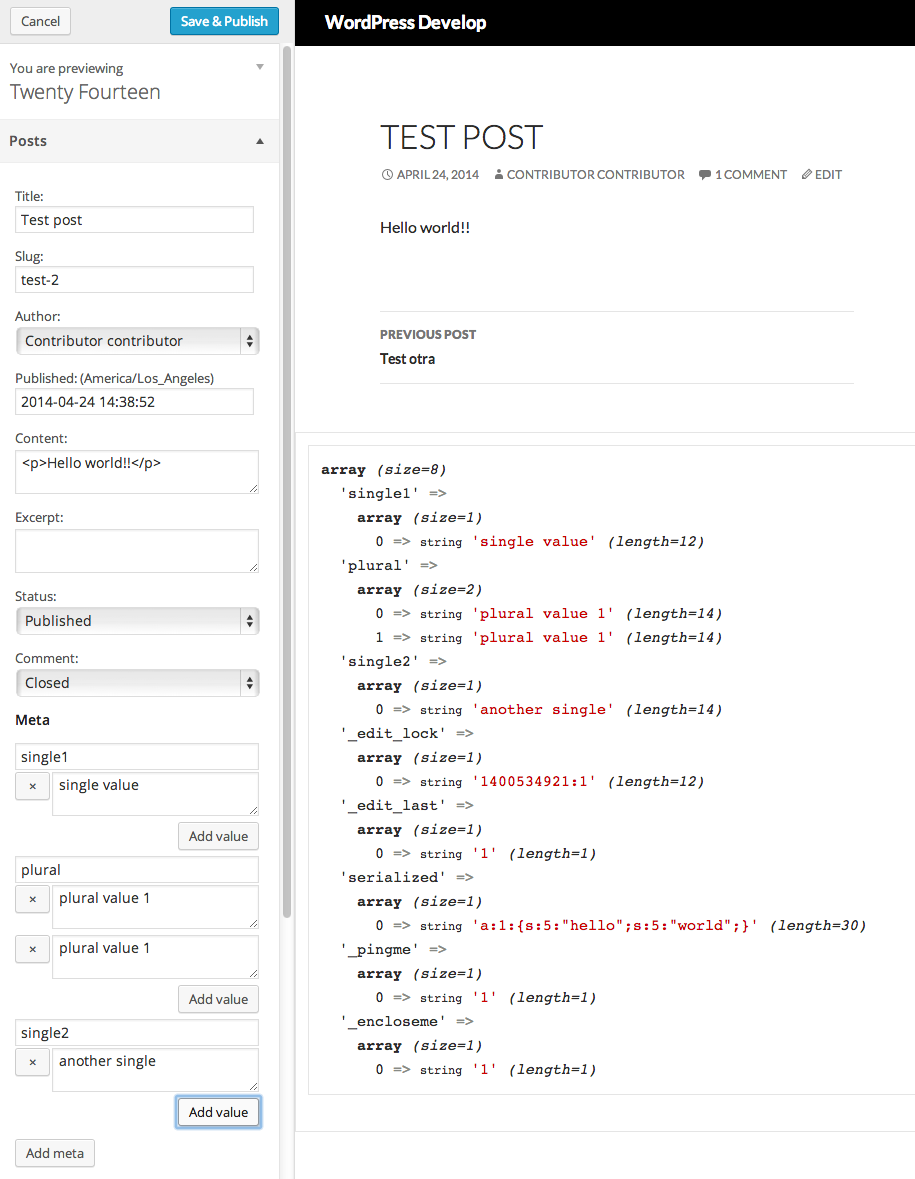 Cancel
Save & Publish
You are previewing
Twenty Fourteen
Posts
Title:
Test post
Slug:
test-2
Author:
Contributor contributor
Published: (America/Los_Angeles)
2014-04-24 14:38:52
Content:
<p>Hello world!!</p>
Excerpt:
Status:
Published
Comment:
Closed
Meta
single1
× single value
Add value
plural
× plural value 1
× plural value 1
Add value
single2
× another single
Add value
Add meta
WordPress Develop
TEST POST
APRIL 24, 2014 CONTRIBUTOR CONTRIBUTOR 1 COMMENT EDIT
Hello world!!
PREVIOUS POST
Test otra
array (size=8)
'single1' =>
array (size=1)
0 => string 'single value' (length=12)
'plural' =>
array (size=2)
0 => string 'plural value 1' (length=14)
1 => string 'plural value 1' (length=14)
'single2' =>
array (size=1)
0 => string 'another single' (length=14)
'_edit_lock' =>
array (size=1)
0 => string '1400534921:1' (length=12)
'_edit_last' =>
array (size=1)
0 => string '1' (length=1)
'serialized' =>
array (size=1)
0 => string 'a:1:{s:5:"hello";s:5:"world";}' (length=30)
'_pingme' =>
array (size=1)
0 => string '1' (length=1)
'_encloseme' =>
array (size=1)
0 => string '1' (length=1)